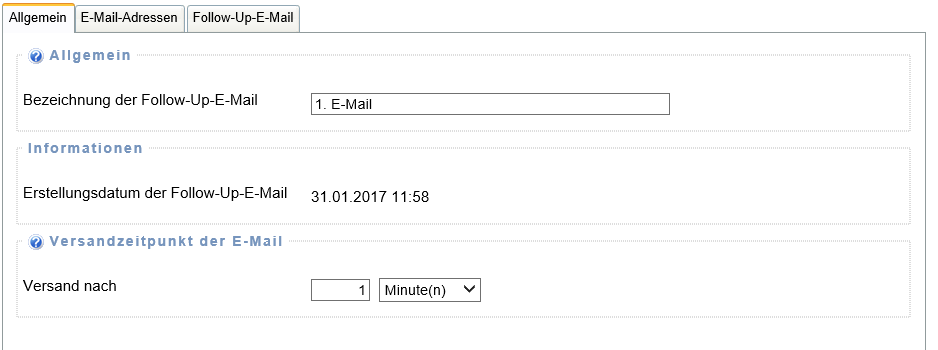 Allgemein E-Mail-Adressen Follow-Up-E-Mail
Allgemein
Bezeichnung der Follow-Up-E-Mail 1. E-Mail
Informationen
Erstellungsdatum der Follow-Up-E-Mail 31.01.2017 11:58
Versandzeitpunkt der E-Mail
Versand nach 1 Minute(n)